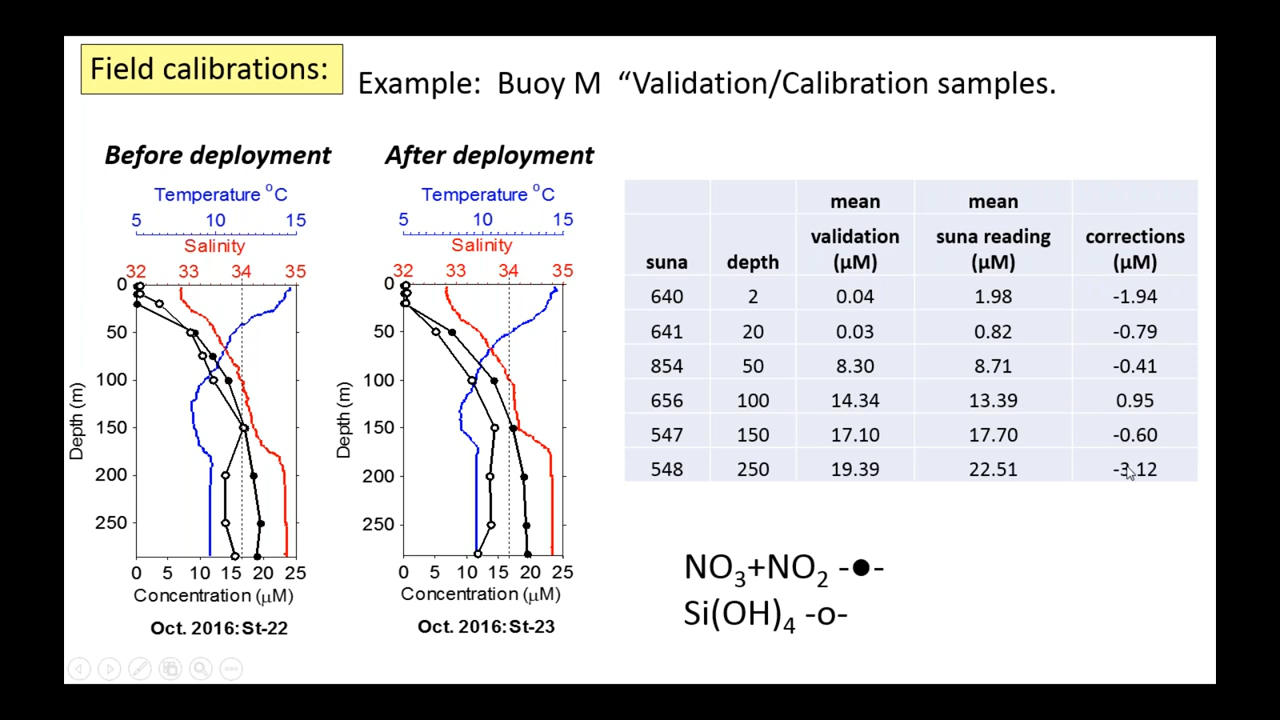 Field calibrations:
Example: Buoy M “Validation/Calibration samples.
Before deployment
Temperature °C
5 10 15
Salinity
32 33 34 35
0
50
100
150
200
250
Depth (m)
0 5 10 15 20 25
Concentration (μM)
Oct. 2016:St-22
After deployment
Temperature °C
5 10 15
Salinity
32 33 34 35
0
50
100
150
200
250
Depth (m)
0 5 10 15 20 25
Concentration (μM)
Oct. 2016:St-23
mean mean
validation suna reading corrections
suna depth (μM) (μM) (μM)
640 2 0.04 1.98 -1.94
641 20 0.03 0.82 -0.79
854 50 8.30 8.71 -0.41
656 100 14.34 13.39 0.95
547 150 17.10 17.70 -0.60
548 250 19.39 22.51 -3.12
NO₃+NO₂ -●-
Si(OH)₄ -o-